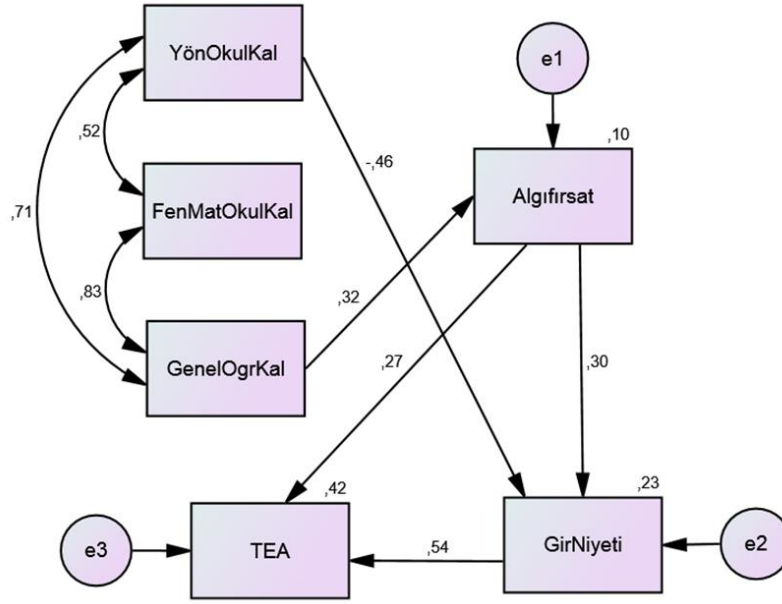 YönOkulKal
e1
,52
,10
-,46
FenMatOkulKal
Algıfırsat
,71
,83
,32
GenelOgrKal
,27
,30
,42
,23
e3
TEA
,54
GirNiyeti
e2